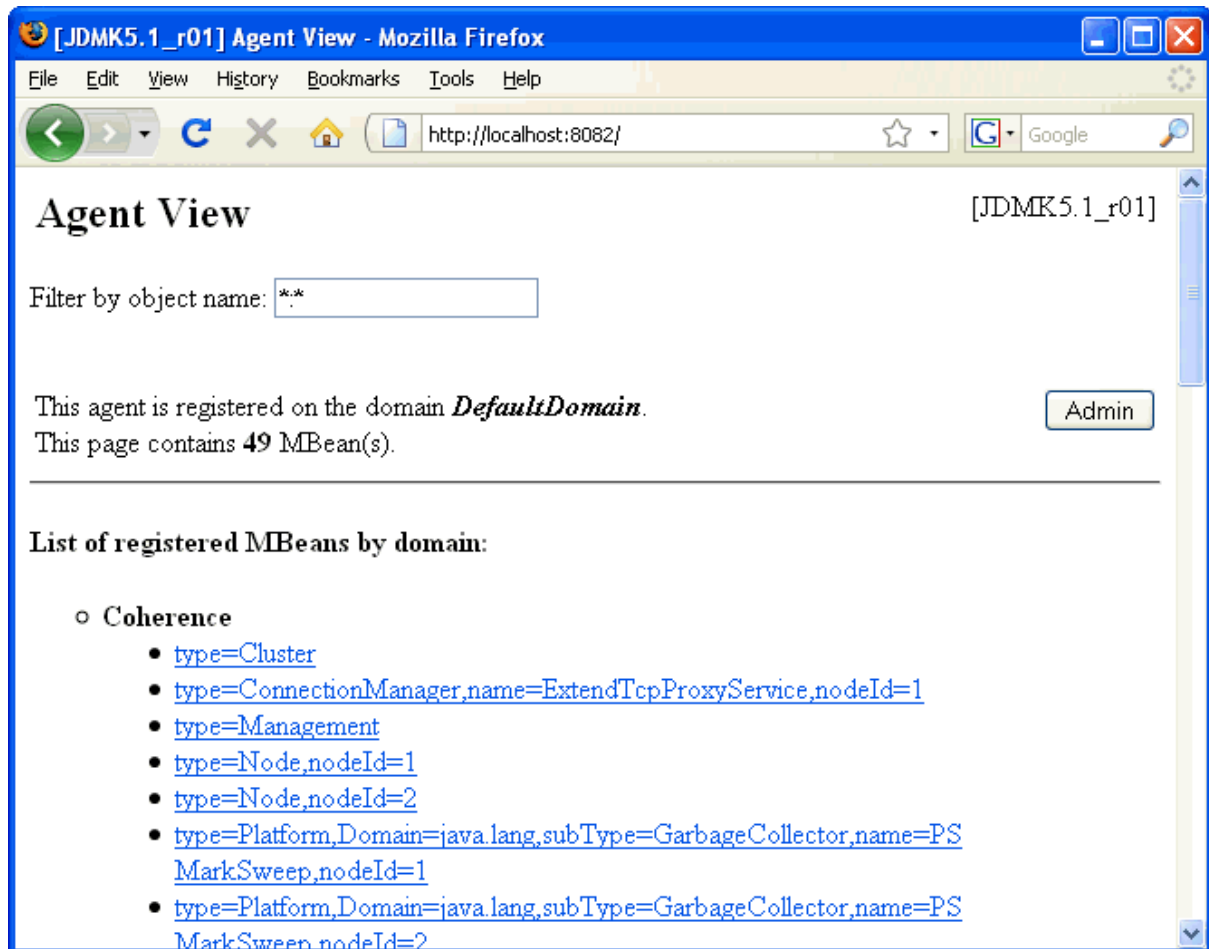 [JDMK5.1_r01] Agent View - Mozilla Firefox
File Edit View History Bookmarks Tools Help
http://localhost:8082/ G Google
Agent View [JDMK5.1_r01]
Filter by object name: *:*
This agent is registered on the domain DefaultDomain. Admin
This page contains 49 MBean(s).
List of registered MBeans by domain:
Coherence
type=Cluster
type=ConnectionManager,name=ExtendTcpProxyService,nodeId=1
type=Management
type=Node,nodeId=1
type=Node,nodeId=2
type=Platform,Domain=java.lang,subType=GarbageCollector,name=PS
MarkSweep,nodeId=1
type=Platform,Domain=java.lang,subType=GarbageCollector,name=PS
MarkSweep,nodeId=2